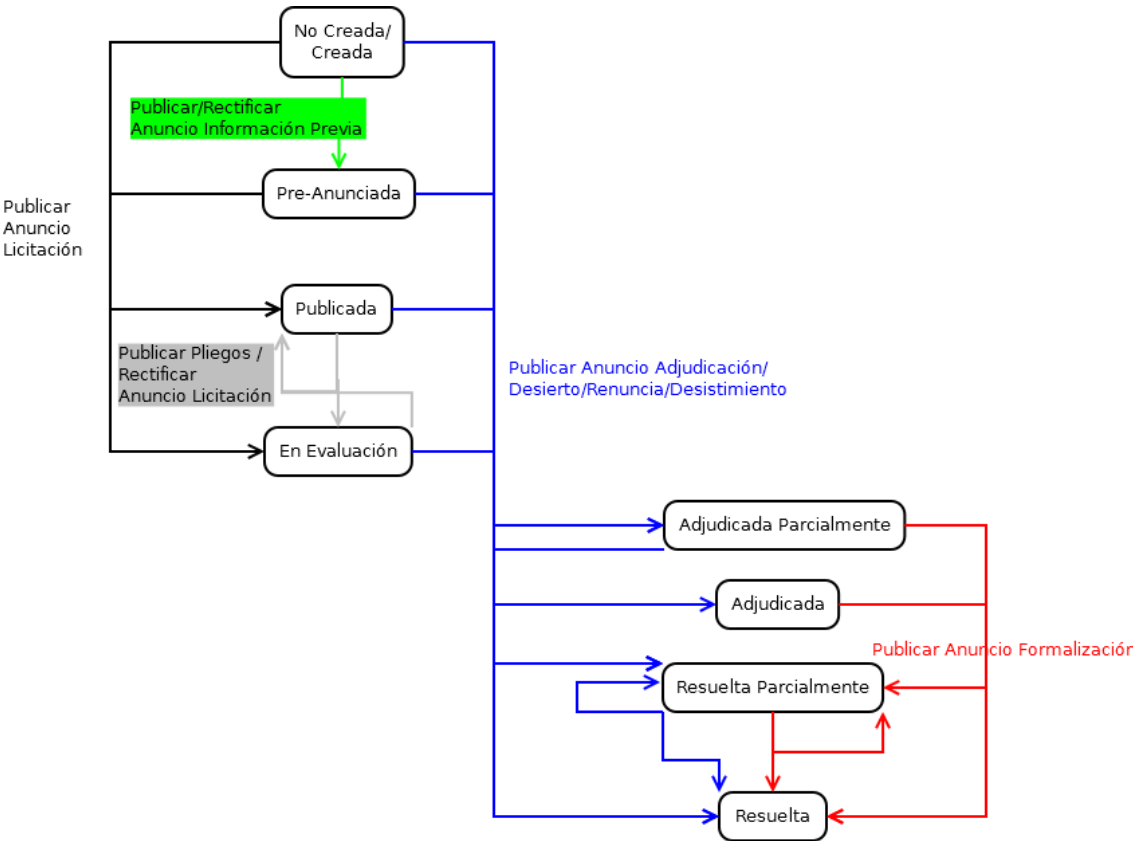 No Creada/
Creada
Publicar/Rectificar
Anuncio Información Previa
Pre-Anunciada
Publicar
Anuncio
Licitación
Publicada
Publicar Pliegos /
Rectificar
Anuncio Licitación
Publicar Anuncio Adjudicación/
Desierto/Renuncia/Desistimiento
En Evaluación
Adjudicada Parcialmente
Adjudicada
Publicar Anuncio Formalización
Resuelta Parcialmente
Resuelta